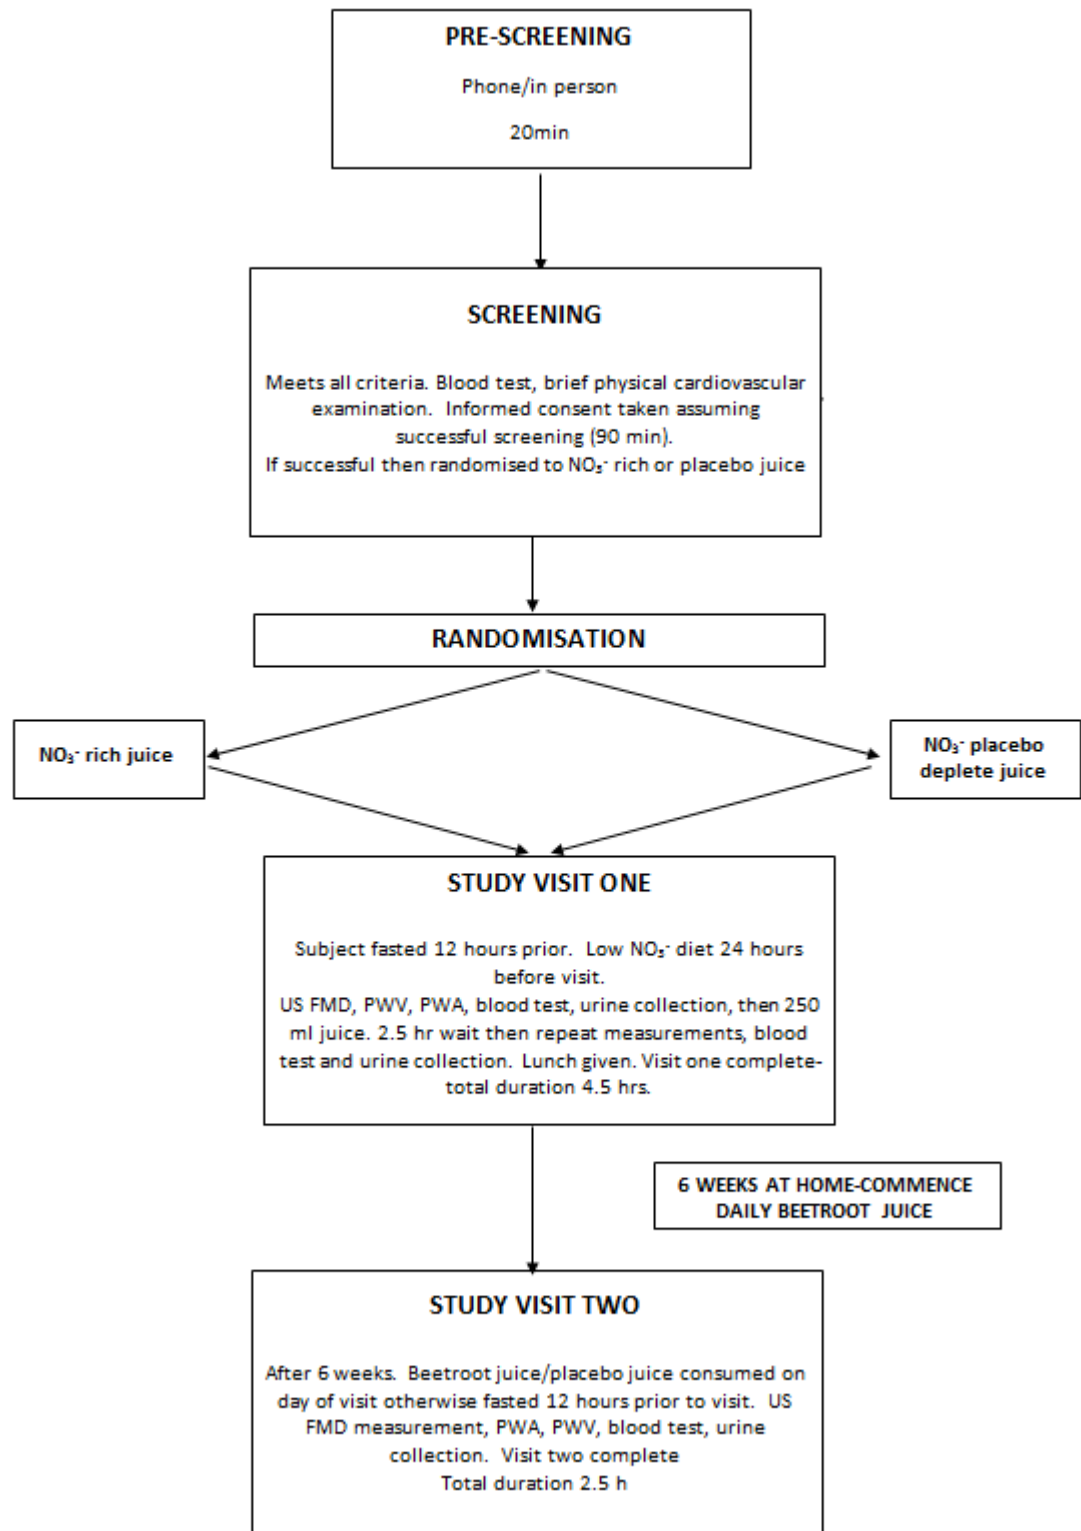 PRE-SCREENING
Phone/in person
20min
SCREENING
Meets all criteria. Blood test, brief physical cardiovascular
examination. Informed consent taken assuming
successful screening (90 min).
If successful then randomised to NO₃⁻ rich or placebo juice
RANDOMISATION
NO₃⁻ rich juice
NO₃⁻ placebo
deplete juice
STUDY VISIT ONE
Subject fasted 12 hours prior. Low NO₃⁻ diet 24 hours
before visit.
US FMD, PWV, PWA, blood test, urine collection, then 250
ml juice. 2.5 hr wait then repeat measurements, blood
test and urine collection. Lunch given. Visit one complete-
total duration 4.5 hrs.
6 WEEKS AT HOME-COMMENCE
DAILY BEETROOT JUICE
STUDY VISIT TWO
After 6 weeks. Beetroot juice/placebo juice consumed on
day of visit otherwise fasted 12 hours prior to visit. US
FMD measurement, PWA, PWV, blood test, urine
collection. Visit two complete
Total duration 2.5 h